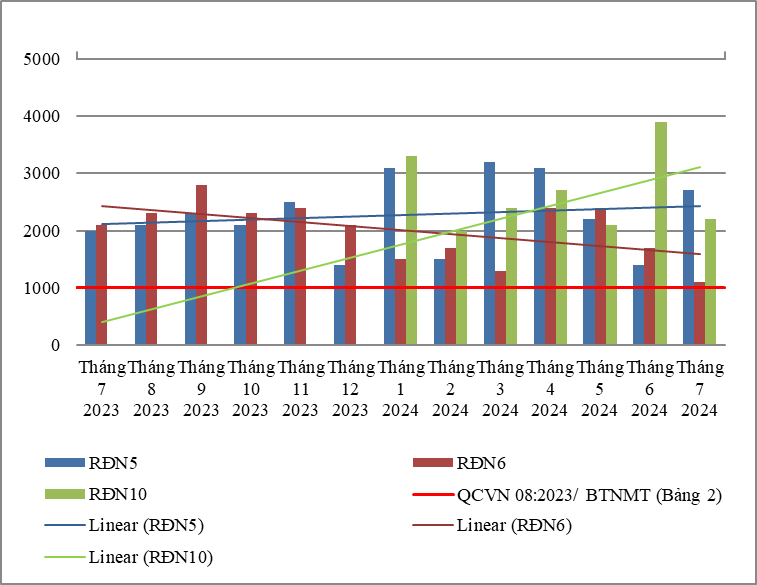 5000
4000
3000
2000
1000
0
Tháng Tháng Tháng Tháng Tháng Tháng Tháng Tháng Tháng Tháng Tháng Tháng Tháng
7 8 9 10 11 12 1 2 3 4 5 6 7
2023 2023 2023 2023 2023 2023 2024 2024 2024 2024 2024 2024 2024
RĐN5 RĐN6
RĐN10 QCVN 08:2023/ BTNMT (Bảng 2)
Linear (RĐN5) Linear (RĐN6)
Linear (RĐN10)